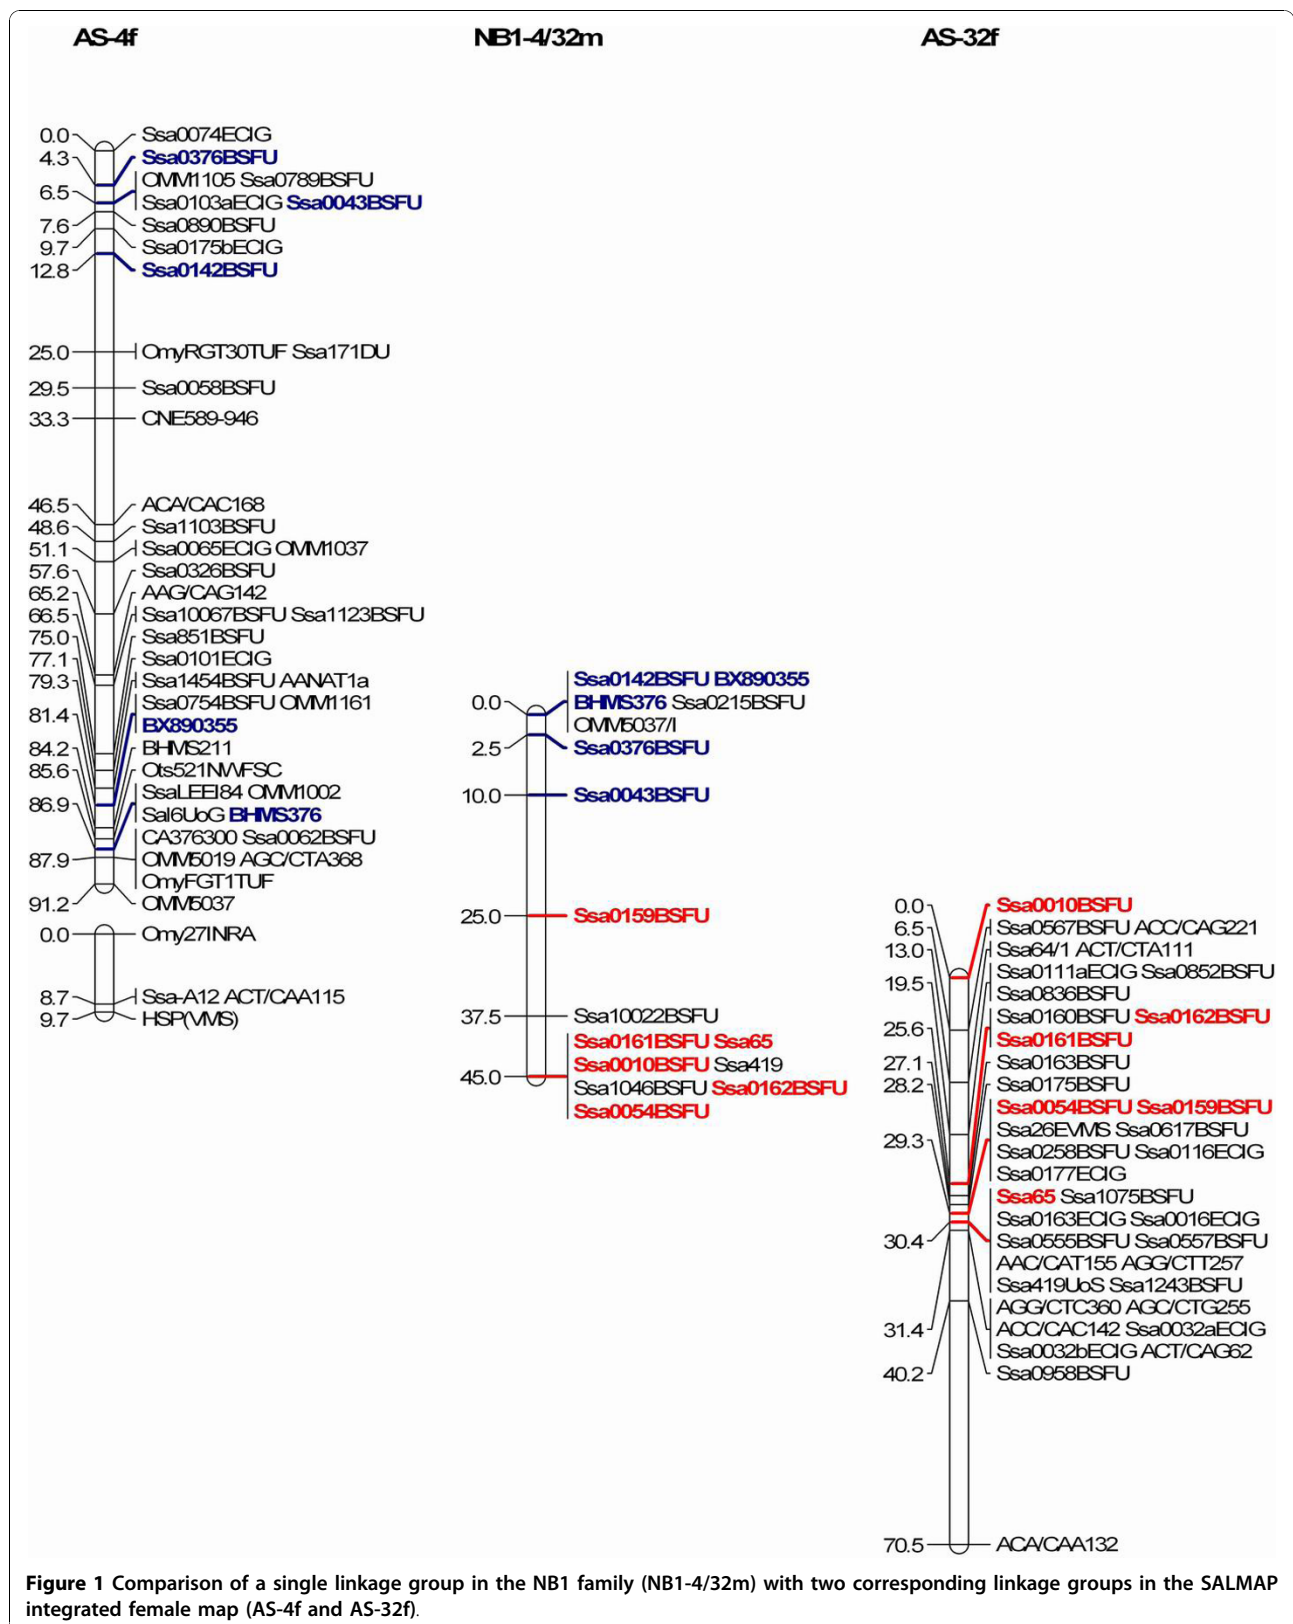 AS-4f
NB1-4/32m
AS-32f
0.0 Ssa0074ECIG
4.3 Ssa0376BSFU
OMM1105 Ssa0789BSFU
6.5 Ssa0103aECIG Ssa0043BSFU
7.6 Ssa0890BSFU
9.7 Ssa0175bECIG
12.8 Ssa0142BSFU
25.0 OmyRGT30TUF Ssa171DU
29.5 Ssa0058BSFU
33.3 CNE589-946
46.5 ACA/CAC168
48.6 Ssa1103BSFU
51.1 Ssa0065ECIG OMM1037
57.6 Ssa0326BSFU
65.2 AAG/CAG142
66.5 Ssa10067BSFU Ssa1123BSFU
75.0 Ssa851BSFU
77.1 Ssa0101ECIG
79.3 Ssa1454BSFU AANAT1a
Ssa0754BSFU OMM1161
81.4 BX890355
84.2 BHMS211
85.6 Ots521NWFSC
SsaLEEI84 OMM1002
86.9 Sal6UoG BHMS376
CA376300 Ssa0062BSFU
87.9 OMM5019 AGC/CTA368
OmyFGT1TUF
91.2 OMM5037
0.0 Omy27INRA
8.7 Ssa-A12 ACT/CAA115
9.7 HSP(VMS)
Ssa0142BSFU BX890355
0.0 BHMS376 Ssa0215BSFU
OMM5037/I
2.5 Ssa0376BSFU
10.0 Ssa0043BSFU
25.0 Ssa0159BSFU
37.5 Ssa10022BSFU
Ssa0161BSFU Ssa65
Ssa0010BSFU Ssa419
45.0 Ssa1046BSFU Ssa0162BSFU
Ssa0054BSFU
0.0 Ssa0010BSFU
6.5 Ssa0567BSFU ACC/CAG221
13.0 Ssa64/1 ACT/CTA111
19.5 Ssa0111aECIG Ssa0852BSFU
Ssa0836BSFU
25.6 Ssa0160BSFU Ssa0162BSFU
Ssa0161BSFU
27.1 Ssa0163BSFU
28.2 Ssa0175BSFU
Ssa0054BSFU Ssa0159BSFU
29.3 Ssa26EVMS Ssa0617BSFU
Ssa0258BSFU Ssa0116ECIG
Ssa0177ECIG
Ssa65 Ssa1075BSFU
Ssa0163ECIG Ssa0016ECIG
30.4 Ssa0555BSFU Ssa0557BSFU
AAC/CAT155 AGG/CTT257
Ssa419UoS Ssa1243BSFU
AGG/CTC360 AGC/CTG255
31.4 ACC/CAC142 Ssa0032aECIG
Ssa0032bECIG ACT/CAG62
40.2 Ssa0958BSFU
70.5 ACA/CAA132
Figure 1 Comparison of a single linkage group in the NB1 family (NB1-4/32m) with two corresponding linkage groups in the SALMAP
integrated female map (AS-4f and AS-32f).